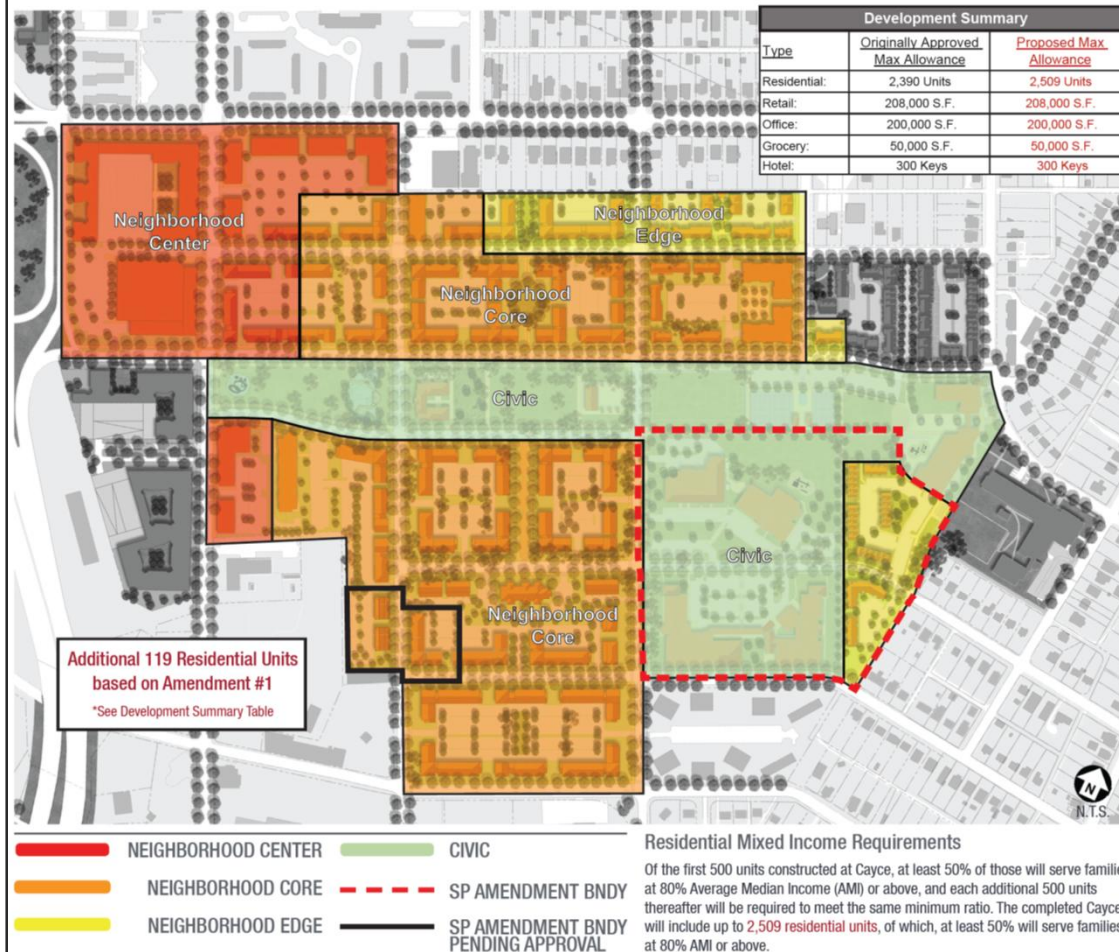 Development Summary
Type Originally Approved Max Allowance Proposed Max Allowance
Residential: 2,390 Units 2,509 Units
Retail: 208,000 S.F. 208,000 S.F.
Office: 200,000 S.F. 200,000 S.F.
Grocery: 50,000 S.F. 50,000 S.F.
Hotel: 300 Keys 300 Keys
Neighborhood
Center
Neighborhood
Edge
Neighborhood
Core
Civic
Civic
Neighborhood
Core
Additional 119 Residential Units
based on Amendment #1
*See Development Summary Table
N
N.T.S.
NEIGHBORHOOD CENTER
NEIGHBORHOOD CORE
NEIGHBORHOOD EDGE
CIVIC
SP AMENDMENT BNDY
SP AMENDMENT BNDY
PENDING APPROVAL
Residential Mixed Income Requirements
Of the first 500 units constructed at Cayce, at least 50% of those will serve familie
at 80% Average Median Income (AMI) or above, and each additional 500 units
thereafter will be required to meet the same minimum ratio. The completed Cayce
will include up to 2,509 residential units, of which, at least 50% will serve families
at 80% AMI or above.